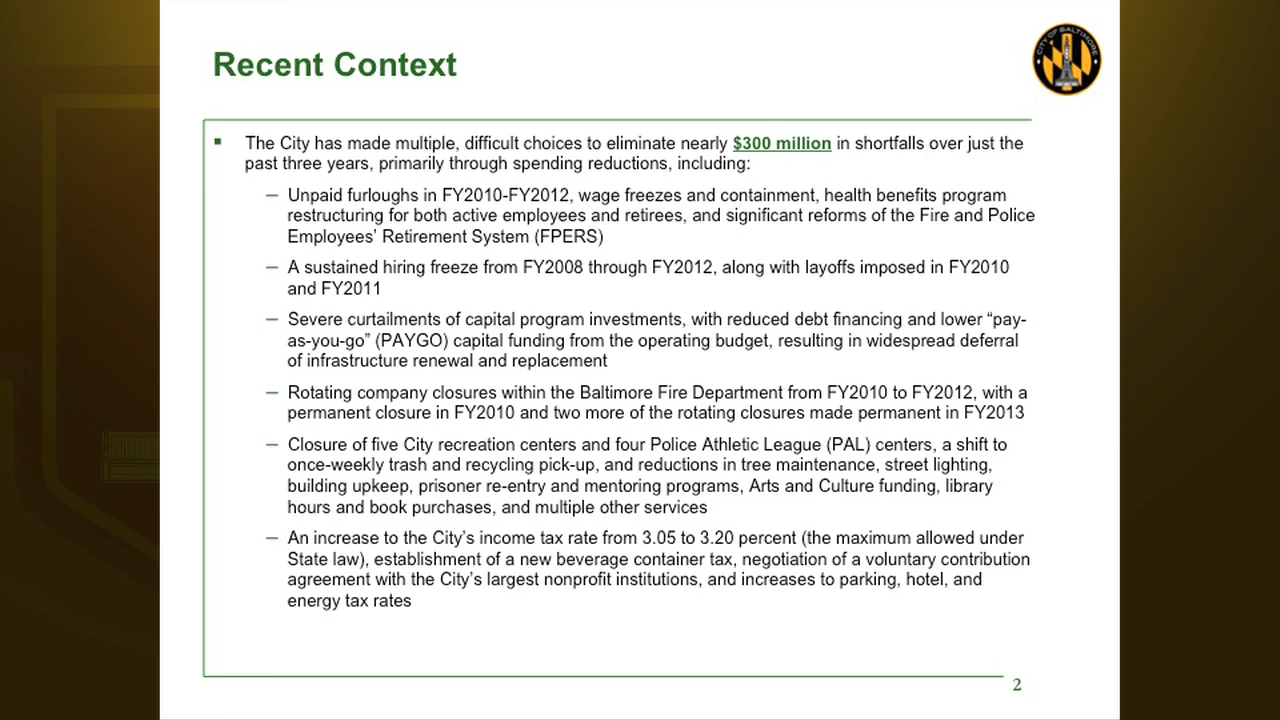 Recent Context
CITY OF BALTIMORE
▪ The City has made multiple, difficult choices to eliminate nearly $300 million in shortfalls over just the
past three years, primarily through spending reductions, including:
– Unpaid furloughs in FY2010-FY2012, wage freezes and containment, health benefits program
restructuring for both active employees and retirees, and significant reforms of the Fire and Police
Employees’ Retirement System (FPERS)
– A sustained hiring freeze from FY2008 through FY2012, along with layoffs imposed in FY2010
and FY2011
– Severe curtailments of capital program investments, with reduced debt financing and lower “pay-
as-you-go” (PAYGO) capital funding from the operating budget, resulting in widespread deferral
of infrastructure renewal and replacement
– Rotating company closures within the Baltimore Fire Department from FY2010 to FY2012, with a
permanent closure in FY2010 and two more of the rotating closures made permanent in FY2013
– Closure of five City recreation centers and four Police Athletic League (PAL) centers, a shift to
once-weekly trash and recycling pick-up, and reductions in tree maintenance, street lighting,
building upkeep, prisoner re-entry and mentoring programs, Arts and Culture funding, library
hours and book purchases, and multiple other services
– An increase to the City’s income tax rate from 3.05 to 3.20 percent (the maximum allowed under
State law), establishment of a new beverage container tax, negotiation of a voluntary contribution
agreement with the City’s largest nonprofit institutions, and increases to parking, hotel, and
energy tax rates
2